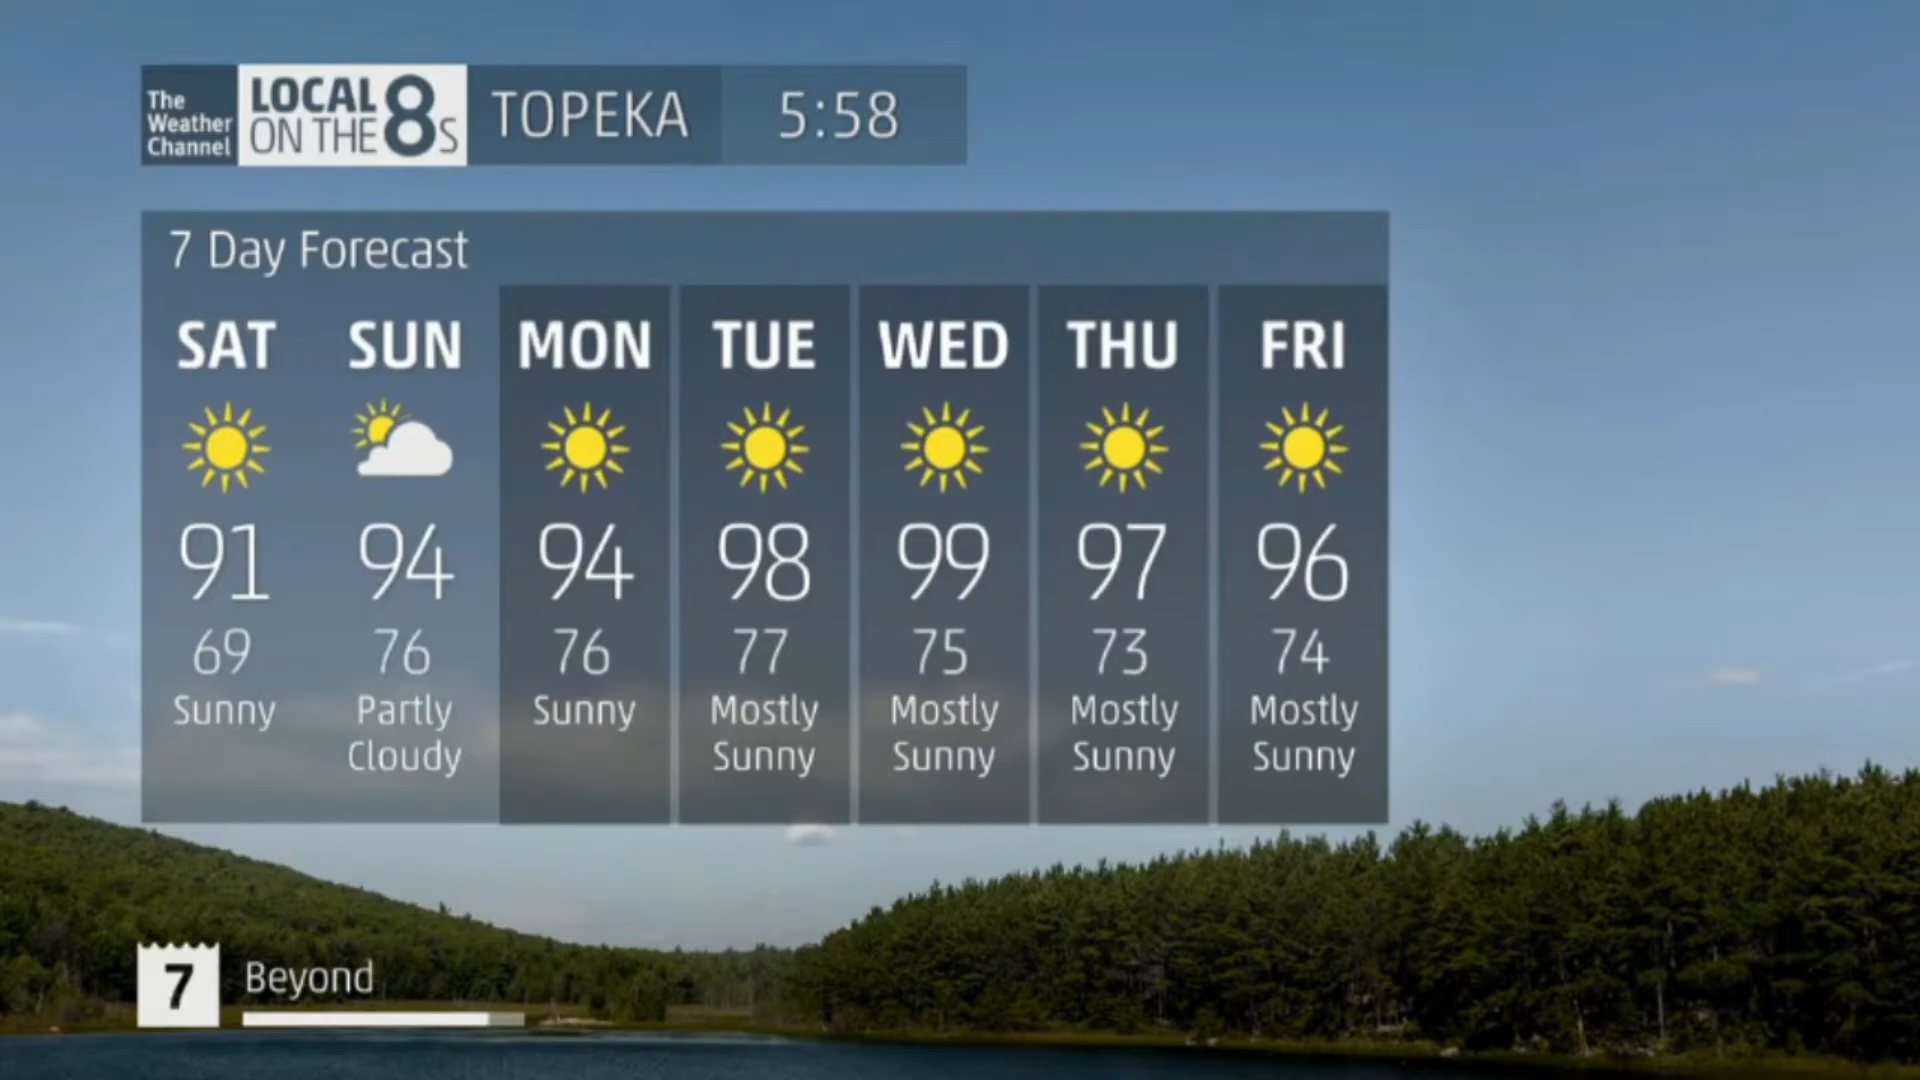 The
Weather
Channel
LOCAL
ON THE 8s
TOPEKA
5:58
7 Day Forecast
SAT SUN MON TUE WED THU FRI
91 94 94 98 99 97 96
69 76 76 77 75 73 74
Sunny Partly Sunny Mostly Mostly Mostly Mostly
Cloudy Sunny Sunny Sunny Sunny
7 Beyond